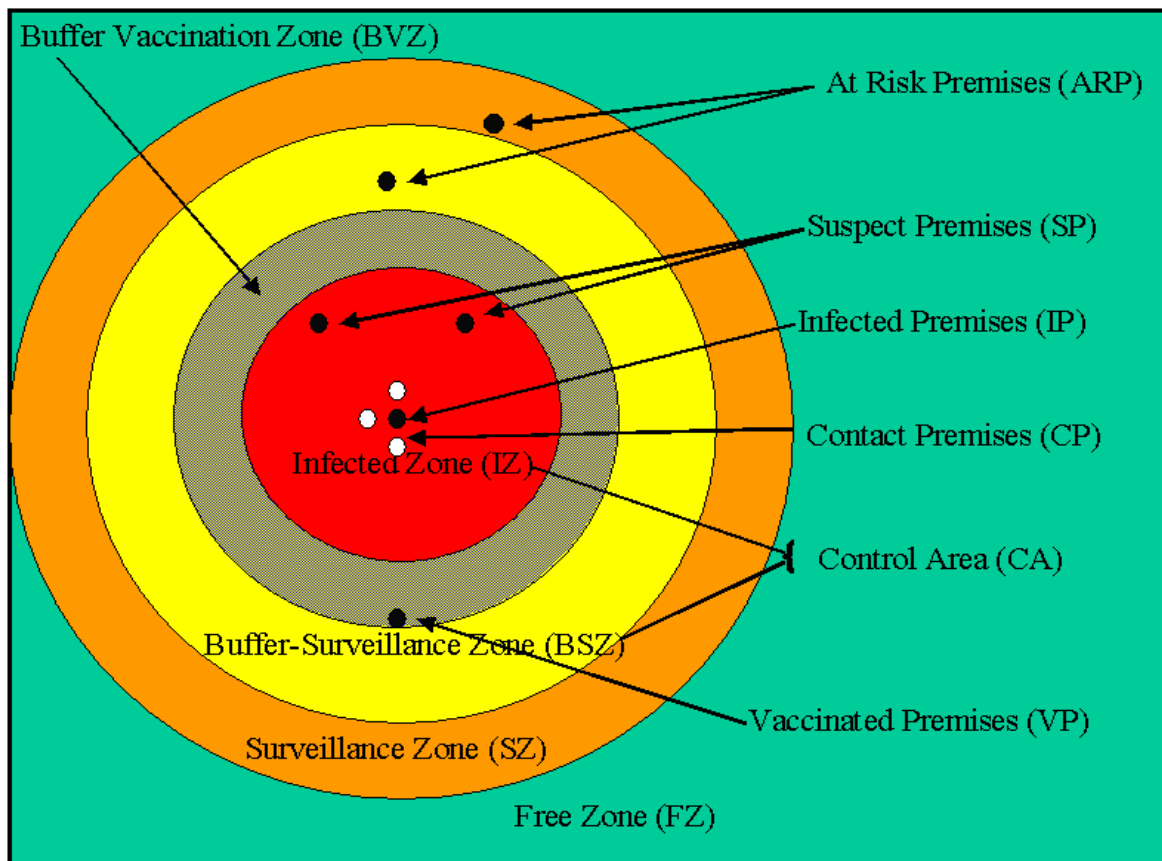 Buffer Vaccination Zone (BVZ)
At Risk Premises (ARP)
Suspect Premises (SP)
Infected Premises (IP)
Contact Premises (CP)
Infected Zone (IZ)
Control Area (CA)
Buffer-Surveillance Zone (BSZ)
Vaccinated Premises (VP)
Surveillance Zone (SZ)
Free Zone (FZ)